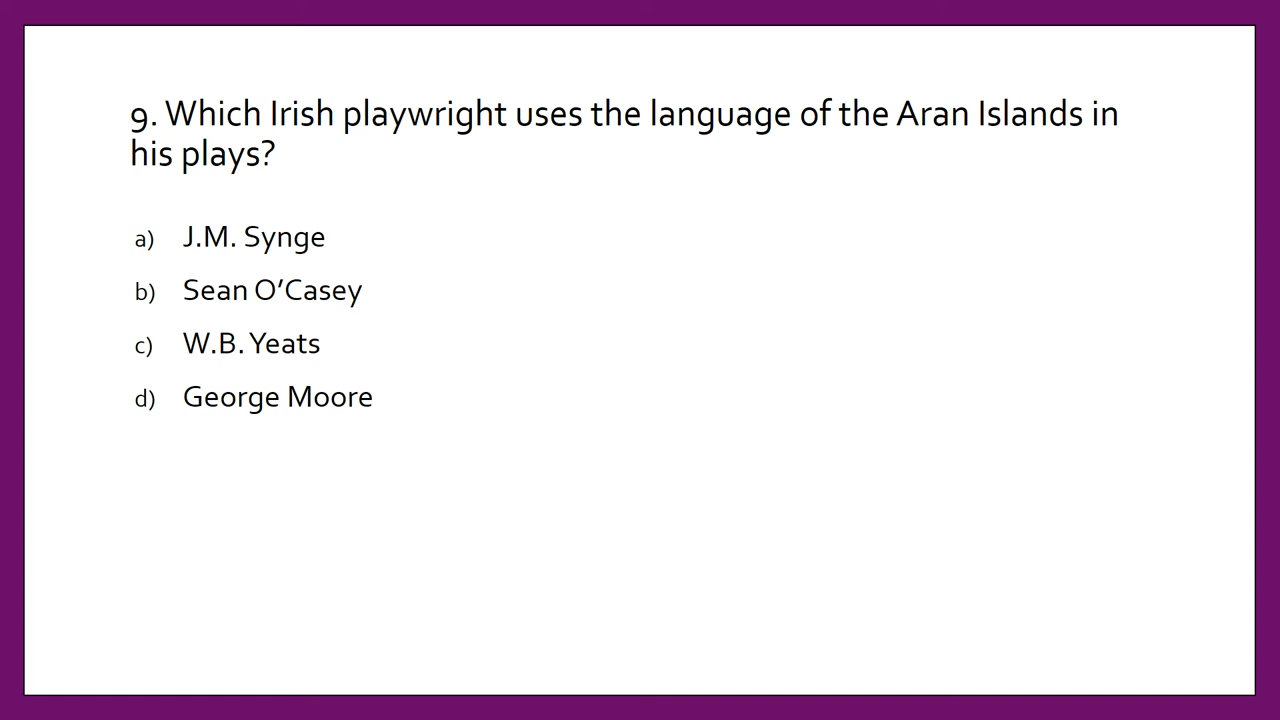 9. Which Irish playwright uses the language of the Aran Islands in
his plays?
a) J.M. Synge
b) Sean O’Casey
c) W.B. Yeats
d) George Moore